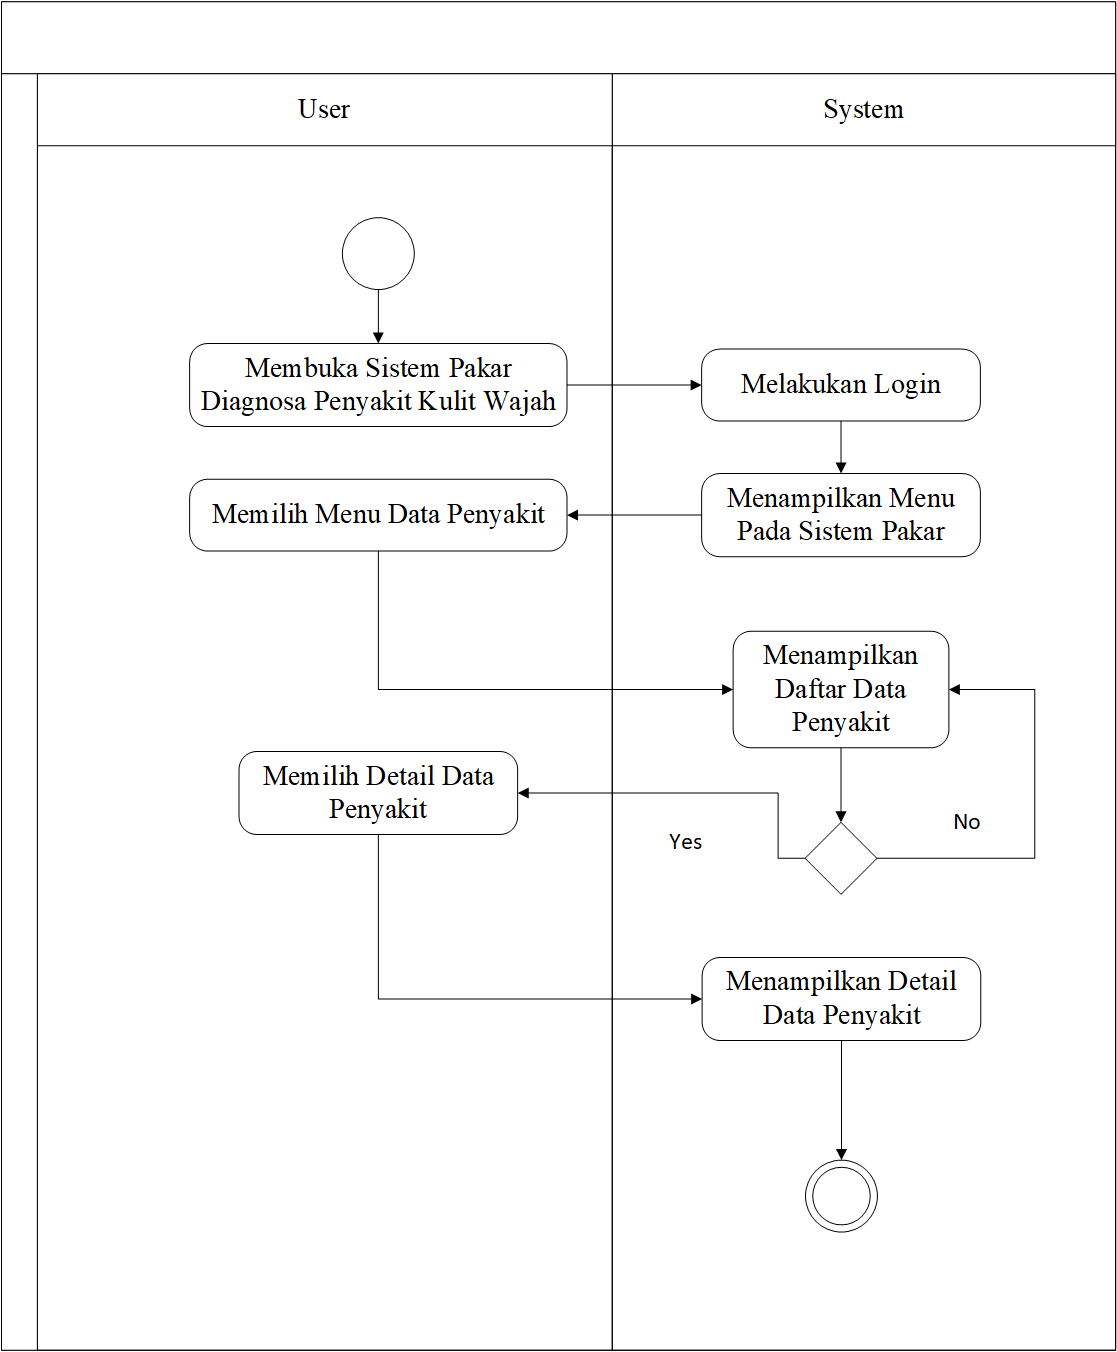 User
System
Membuka Sistem Pakar
Diagnosa Penyakit Kulit Wajah
Melakukan Login
Menampilkan Menu
Pada Sistem Pakar
Memilih Menu Data Penyakit
Menampilkan
Daftar Data
Penyakit
Memilih Detail Data
Penyakit
Yes
No
Menampilkan Detail
Data Penyakit